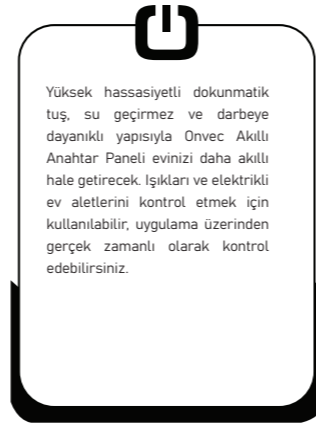 Yüksek hassasiyetli dokunmatik
tuş, su geçirmez ve darbeye
dayanıklı yapısıyla Onvec Akıllı
Anahtar Paneli evinizi daha akıllı
hale getirecek. Işıkları ve elektrikli
ev aletlerini kontrol etmek için
kullanılabilir, uygulama üzerinden
gerçek zamanlı olarak kontrol
edebilirsiniz.